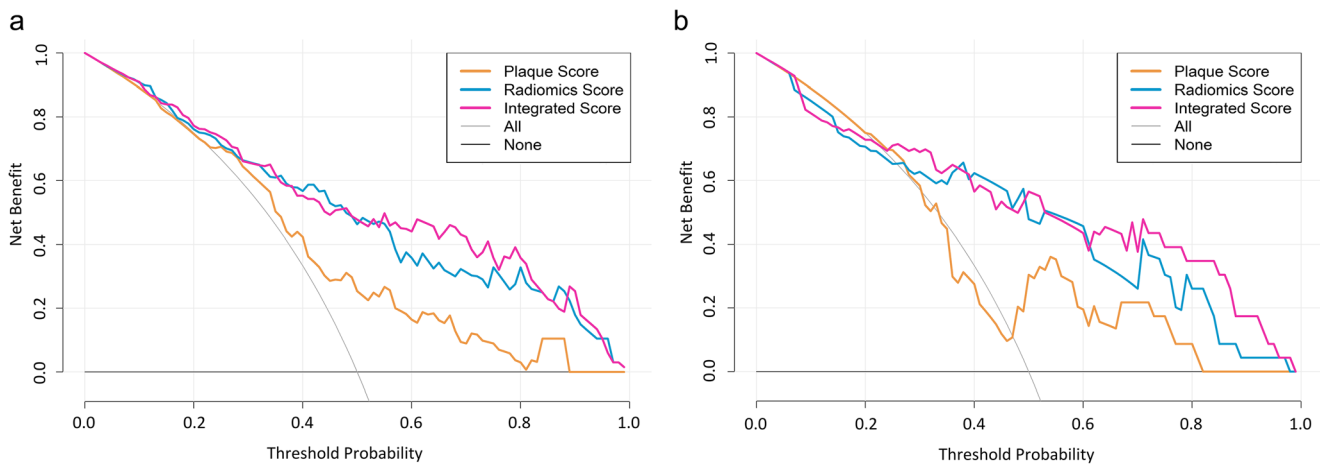 a
Net Benefit
1.0
0.8
0.6
0.4
0.2
0.0
Plaque Score
Radiomics Score
Integrated Score
All
None
0.0 0.2 0.4 0.6 0.8 1.0
Threshold Probability
b
Net Benefit
1.0
0.8
0.6
0.4
0.2
0.0
Plaque Score
Radiomics Score
Integrated Score
All
None
0.0 0.2 0.4 0.6 0.8 1.0
Threshold Probability